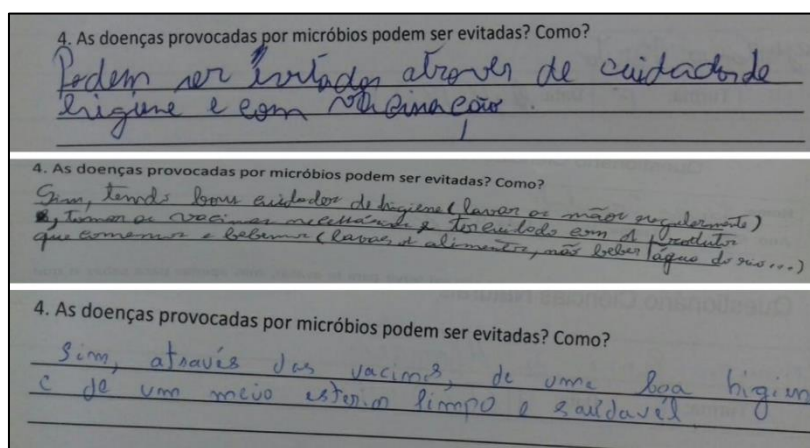 4. As doenças provocadas por micróbios podem ser evitadas? Como?
Podem ser evitadas através de cuidados de
higiene e com vacinação.
4. As doenças provocadas por micróbios podem ser evitadas? Como?
Sim, tendo bons cuidados de higiene (lavar as mãos regularmente)
, tomar as vacinas necessárias e ter cuidado com os produtos
que comemos e bebemos (lavar os alimentos, não beber água do rio...)
4. As doenças provocadas por micróbios podem ser evitadas? Como?
Sim, através das vacinas, de uma boa higiene
e de um meio limpo e saudavél